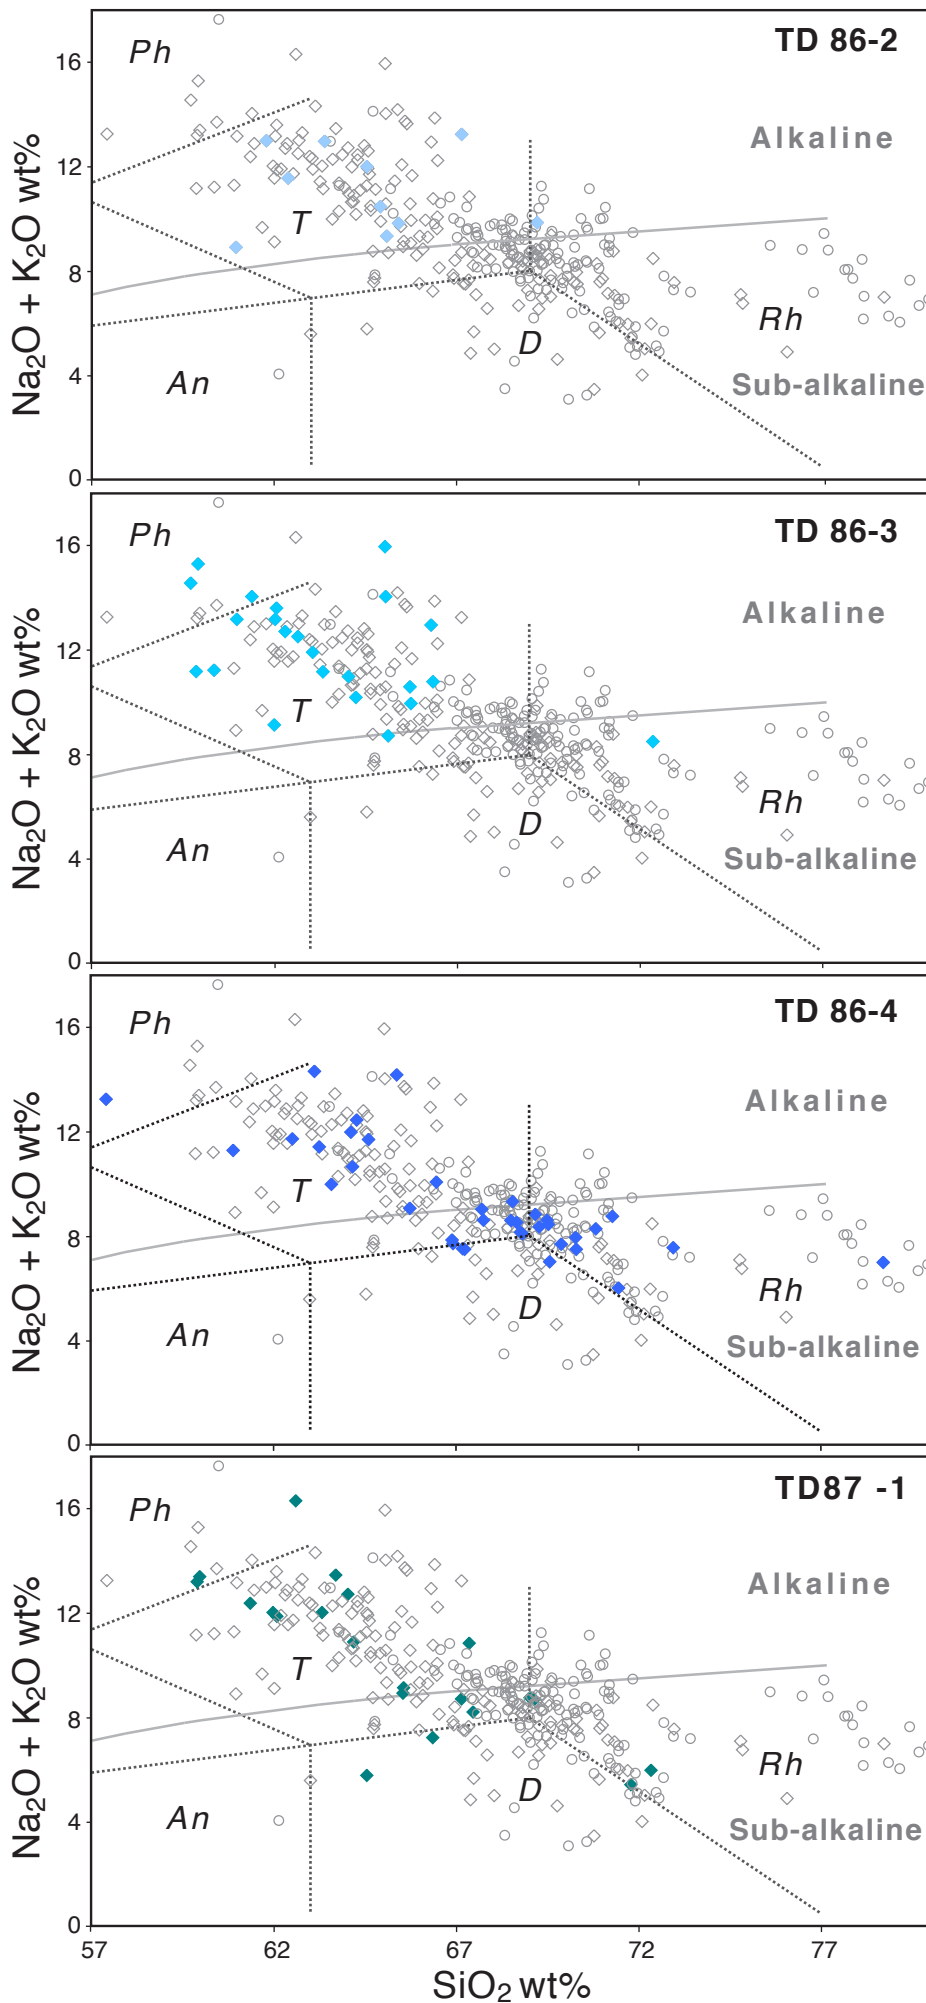 TD 86-2
Ph
Alkaline
T
An
D
Rh
Sub-alkaline
16
12
8
4
0
Na₂O + K₂O wt%
TD 86-3
Ph
Alkaline
T
An
D
Rh
Sub-alkaline
16
12
8
4
0
Na₂O + K₂O wt%
TD 86-4
Ph
Alkaline
T
An
D
Rh
Sub-alkaline
16
12
8
4
0
Na₂O + K₂O wt%
TD87 -1
Ph
Alkaline
T
An
D
Rh
Sub-alkaline
16
12
8
4
0
Na₂O + K₂O wt%
57 62 67 72 77
SiO₂ wt%